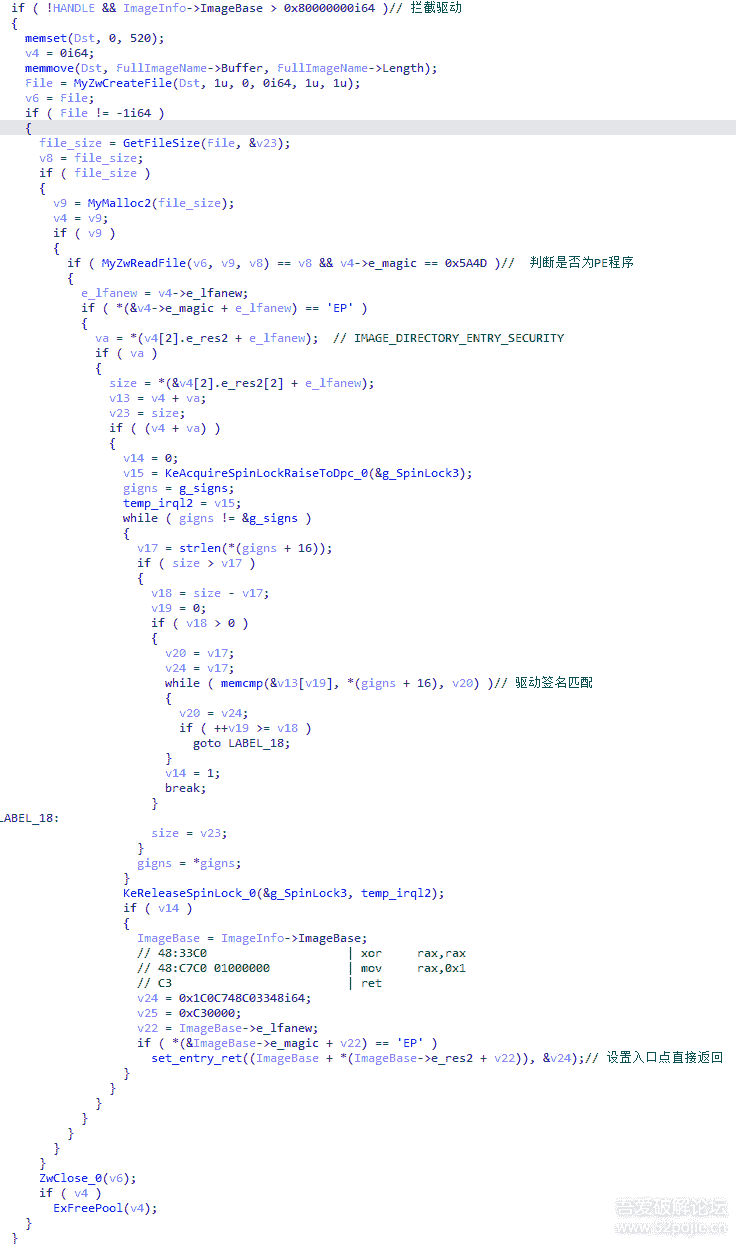 if ( !HANDLE && ImageInfo->ImageBase > 0x80000000i64 )// 拦截驱动
{
memset(Dst, 0, 520);
v4 = 0i64;
memmove(Dst, FullImageName->Buffer, FullImageName->Length);
File = MyZwCreateFile(Dst, 1u, 0, 0i64, 1u, 1u);
v6 = File;
if ( File != -1i64 )
{
file_size = GetFileSize(File, &v23);
v8 = file_size;
if ( file_size )
{
v9 = MyMalloc2(file_size);
v4 = v9;
if ( v9 )
{
if ( MyZwReadFile(v6, v9, v8) == v8 && v4->e_magic == 0x5A4D )// 判断是否为PE程序
{
e_lfanew = v4->e_lfanew;
if ( *(&v4->e_magic + e_lfanew) == 'EP' )
{
va = *(v4[2].e_res2 + e_lfanew); // IMAGE_DIRECTORY_ENTRY_SECURITY
if ( va )
{
size = *(&v4[2].e_res2[2] + e_lfanew);
v13 = v4 + va;
v23 = size;
if ( (v4 + va) )
{
v14 = 0;
v15 = KeAcquireSpinLockRaiseToDpc_0(&g_SpinLock3);
gigns = g_signs;
temp_irql2 = v15;
while ( gigns != &g_signs )
{
v17 = strlen(*(gigns + 16));
if ( size > v17 )
{
v18 = size - v17;
v19 = 0;
if ( v18 > 0 )
{
v20 = v17;
v24 = v17;
while ( memcmp(&v13[v19], *(gigns + 16), v20) )// 驱动签名匹配
{
v20 = v24;
if ( ++v19 >= v18 )
goto LABEL_18;
}
v14 = 1;
break;
}
LABEL_18:
size = v23;
}
gigns = *gigns;
}
KeReleaseSpinLock_0(&g_SpinLock3, temp_irql2);
if ( v14 )
{
ImageBase = ImageInfo->ImageBase;
// 48:33C0 | xor rax,rax
// 48:C7C0 01000000 | mov rax,0x1
// C3 | ret
v24 = 0x1C0C748C03348i64;
v25 = 0xC30000;
v22 = ImageBase->e_lfanew;
if ( *(&ImageBase->e_magic + v22) == 'EP' )
set_entry_ret((ImageBase + *(ImageBase->e_res2 + v22)), &v24);// 设置入口点直接返回
}
}
}
}
}
}
}
ZwClose_0(v6);
if ( v4 )
ExFreePool(v4);
}
}
吾爱破解论坛
www.52pojie.cn